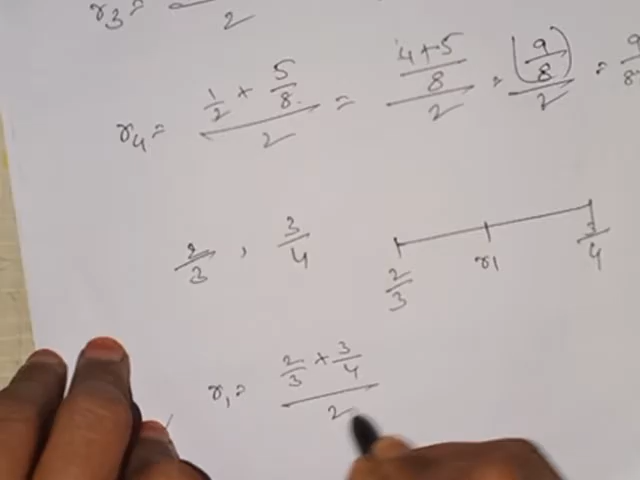 r₃ = /2
r₄ = (1/2 + 5/8)/2 = ((4+5)/8)/2 = (9/8)/2 = 9/8
2/3 , 3/4
2/3 r₁ 3/4
r₁ = (2/3 + 3/4)/2